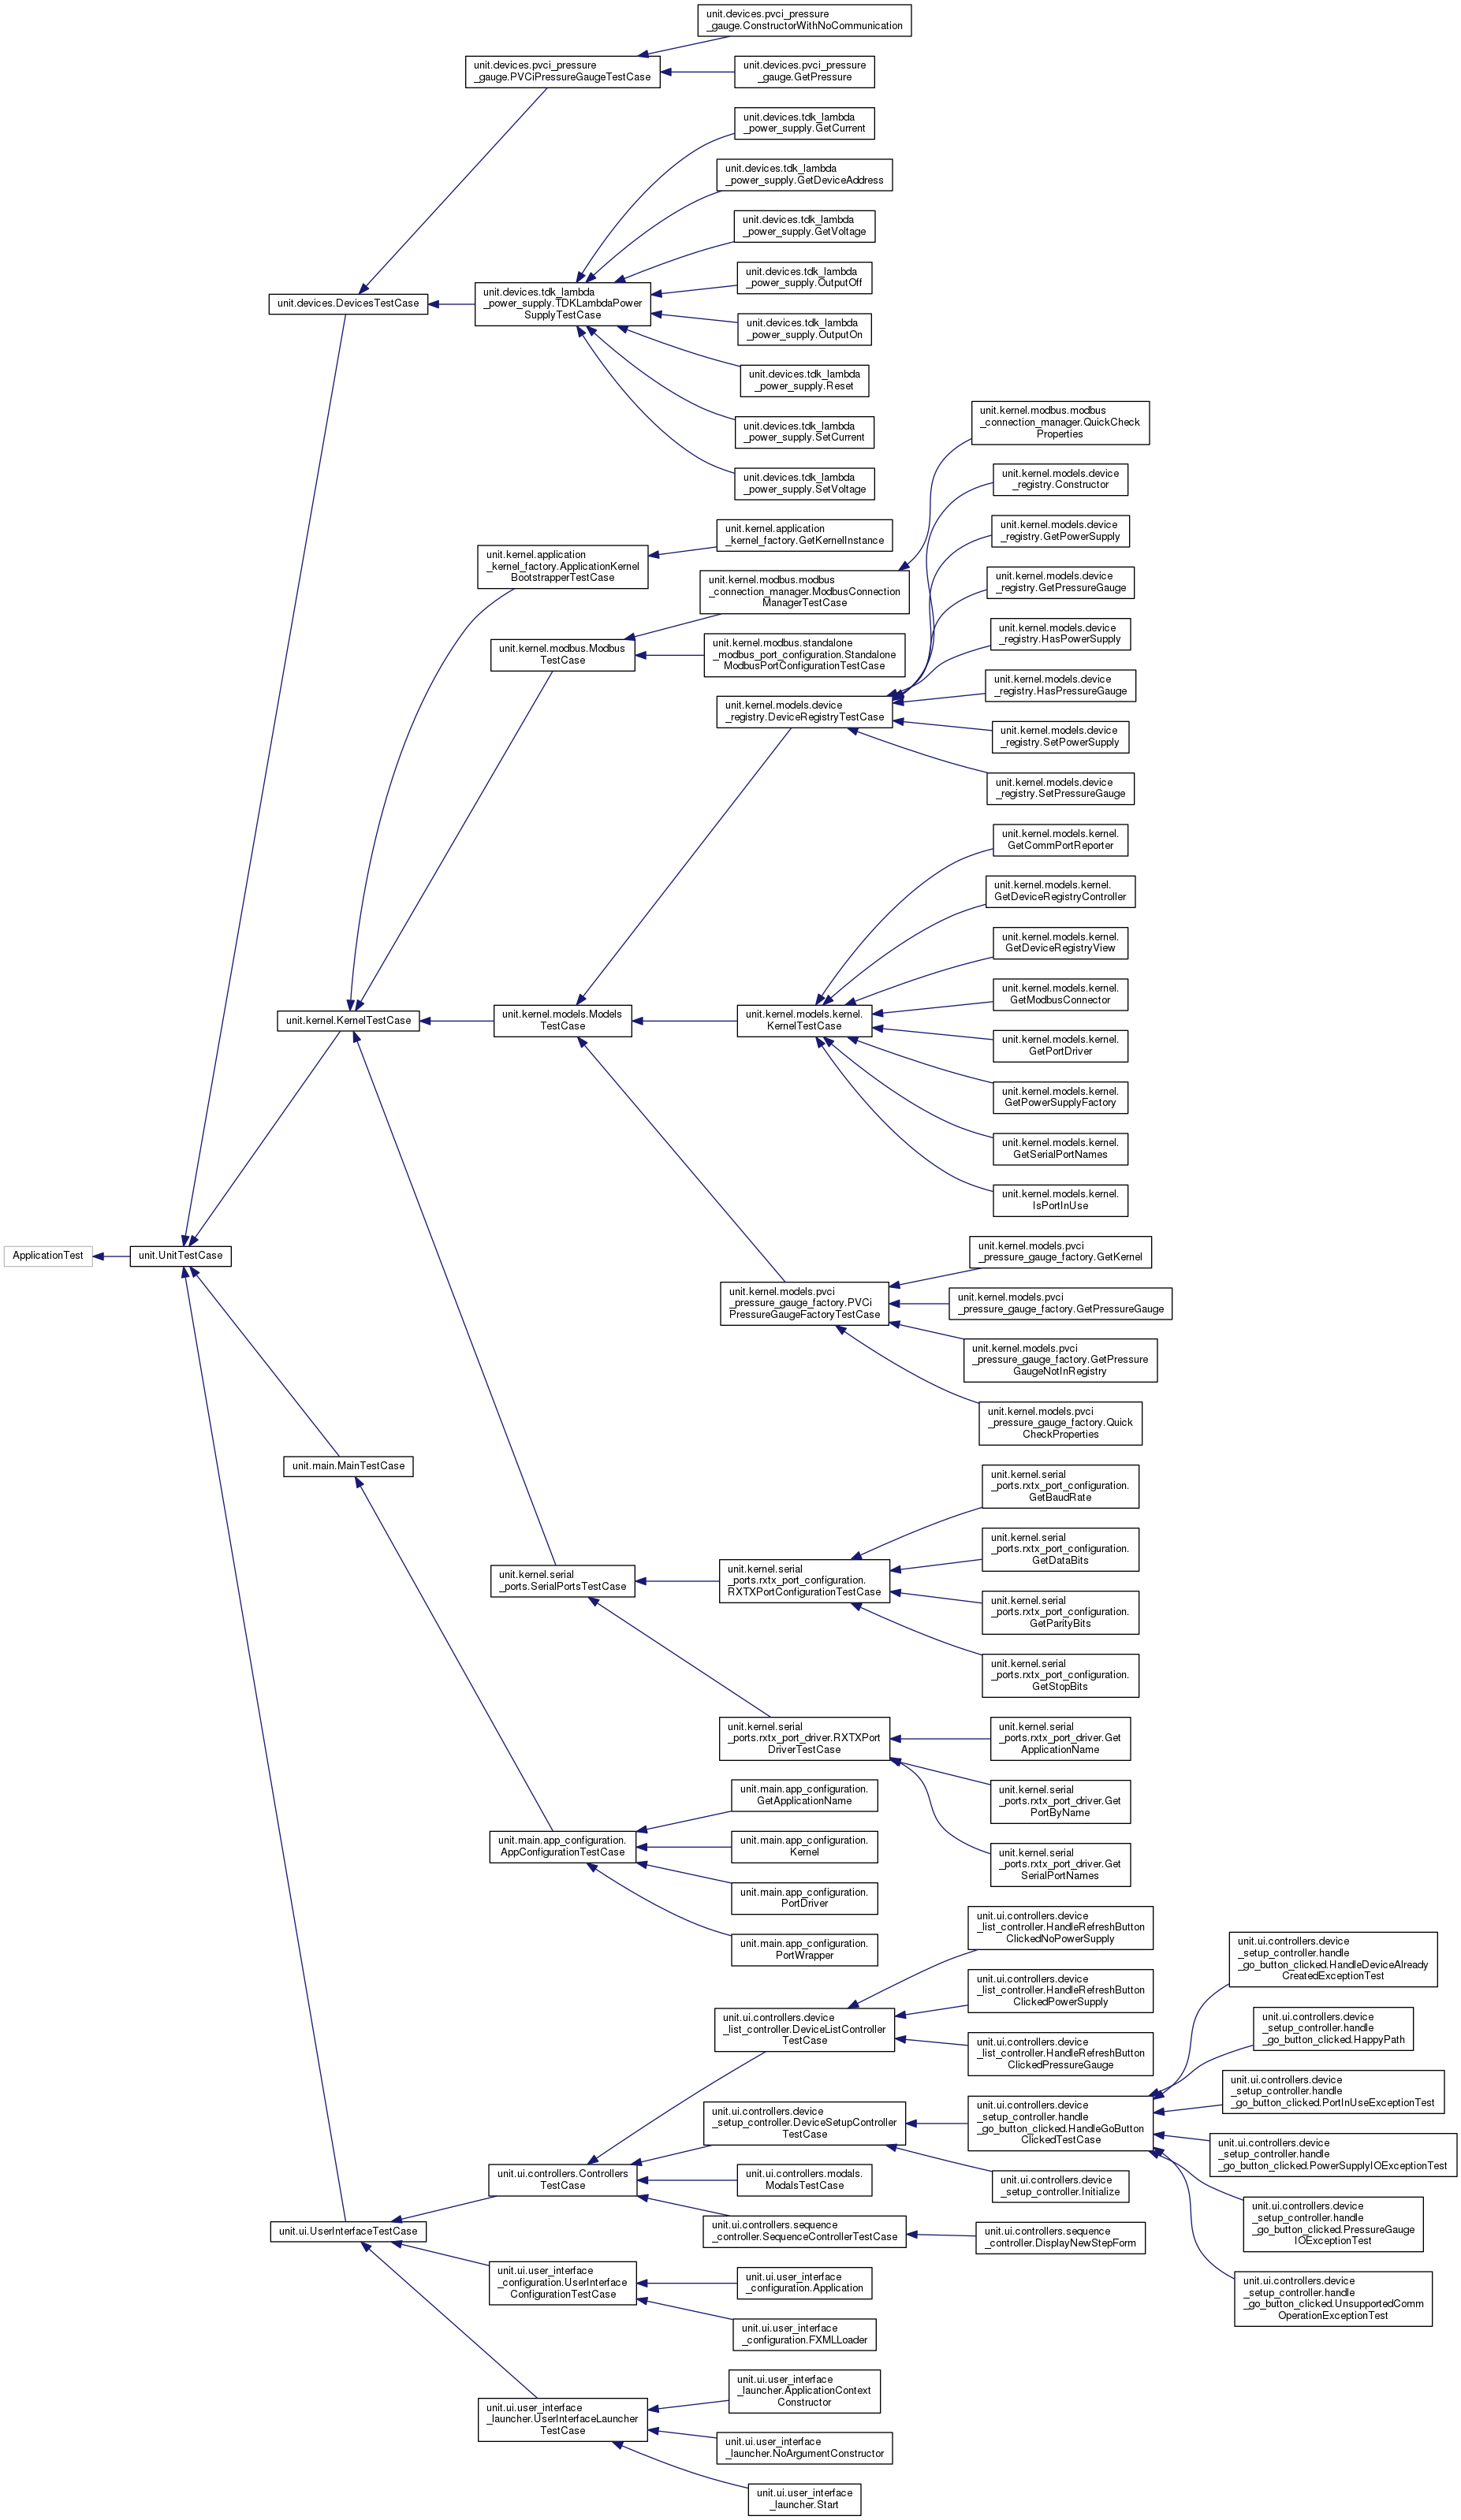 unit.devices.pvci_pressure
_gauge.ConstructorWithNoCommunication
unit.devices.pvci_pressure
_gauge.PVCiPressureGaugeTestCase
unit.devices.pvci_pressure
_gauge.GetPressure
unit.devices.tdk_lambda
_power_supply.GetCurrent
unit.devices.tdk_lambda
_power_supply.GetDeviceAddress
unit.devices.tdk_lambda
_power_supply.GetVoltage
unit.devices.tdk_lambda
_power_supply.OutputOff
unit.devices.DevicesTestCase
unit.devices.tdk_lambda
_power_supply.TDKLambdaPower
SupplyTestCase
unit.devices.tdk_lambda
_power_supply.OutputOn
unit.devices.tdk_lambda
_power_supply.Reset
unit.devices.tdk_lambda
_power_supply.SetCurrent
unit.devices.tdk_lambda
_power_supply.SetVoltage
unit.kernel.modbus.modbus
_connection_manager.QuickCheck
Properties
unit.kernel.models.device
_registry.Constructor
unit.kernel.application
_kernel_factory.GetKernelInstance
unit.kernel.models.device
_registry.GetPowerSupply
unit.kernel.application
_kernel_factory.ApplicationKernel
BootstrapperTestCase
unit.kernel.modbus.modbus
_connection_manager.ModbusConnection
ManagerTestCase
unit.kernel.models.device
_registry.GetPressureGauge
unit.kernel.models.device
_registry.HasPowerSupply
unit.kernel.modbus.Modbus
TestCase
unit.kernel.modbus.standalone
_modbus_port_configuration.Standalone
ModbusPortConfigurationTestCase
unit.kernel.models.device
_registry.HasPressureGauge
unit.kernel.models.device
_registry.DeviceRegistryTestCase
unit.kernel.models.device
_registry.SetPowerSupply
unit.kernel.models.device
_registry.SetPressureGauge
unit.kernel.models.kernel.
GetCommPortReporter
unit.kernel.models.kernel.
GetDeviceRegistryController
unit.kernel.models.kernel.
GetDeviceRegistryView
unit.kernel.models.kernel.
GetModbusConnector
unit.kernel.KernelTestCase
unit.kernel.models.Models
TestCase
unit.kernel.models.kernel.
KernelTestCase
unit.kernel.models.kernel.
GetPortDriver
unit.kernel.models.kernel.
GetPowerSupplyFactory
unit.kernel.models.kernel.
GetSerialPortNames
unit.kernel.models.kernel.
IsPortInUse
ApplicationTest
unit.UnitTestCase
unit.kernel.models.pvci
_pressure_gauge_factory.GetKernel
unit.kernel.models.pvci
_pressure_gauge_factory.PVCi
PressureGaugeFactoryTestCase
unit.kernel.models.pvci
_pressure_gauge_factory.GetPressureGauge
unit.kernel.models.pvci
_pressure_gauge_factory.GetPressure
GaugeNotInRegistry
unit.kernel.models.pvci
_pressure_gauge_factory.Quick
CheckProperties
unit.main.MainTestCase
unit.kernel.serial
_ports.rxtx_port_configuration.
GetBaudRate
unit.kernel.serial
_ports.rxtx_port_configuration.
GetDataBits
unit.kernel.serial
_ports.SerialPortsTestCase
unit.kernel.serial
_ports.rxtx_port_configuration.
RXTXPortConfigurationTestCase
unit.kernel.serial
_ports.rxtx_port_configuration.
GetParityBits
unit.kernel.serial
_ports.rxtx_port_configuration.
GetStopBits
unit.kernel.serial
_ports.rxtx_port_driver.RXTXPort
DriverTestCase
unit.kernel.serial
_ports.rxtx_port_driver.Get
ApplicationName
unit.kernel.serial
_ports.rxtx_port_driver.Get
PortByName
unit.main.app_configuration.
GetApplicationName
unit.main.app_configuration.
AppConfigurationTestCase
unit.main.app_configuration.
Kernel
unit.kernel.serial
_ports.rxtx_port_driver.Get
SerialPortNames
unit.main.app_configuration.
PortDriver
unit.main.app_configuration.
PortWrapper
unit.ui.controllers.device
_list_controller.HandleRefreshButton
ClickedNoPowerSupply
unit.ui.controllers.device
_setup_controller.handle
_go_button_clicked.HandleDeviceAlready
CreatedExceptionTest
unit.ui.controllers.device
_list_controller.HandleRefreshButton
ClickedPowerSupply
unit.ui.controllers.device
_list_controller.DeviceListController
TestCase
unit.ui.controllers.device
_setup_controller.handle
_go_button_clicked.HappyPath
unit.ui.controllers.device
_list_controller.HandleRefreshButton
ClickedPressureGauge
unit.ui.controllers.device
_setup_controller.handle
_go_button_clicked.PortInUseExceptionTest
unit.ui.controllers.device
_setup_controller.DeviceSetupController
TestCase
unit.ui.controllers.device
_setup_controller.handle
_go_button_clicked.HandleGoButton
ClickedTestCase
unit.ui.controllers.device
_setup_controller.handle
_go_button_clicked.PowerSupplyIOExceptionTest
unit.ui.controllers.Controllers
TestCase
unit.ui.controllers.modals.
ModalsTestCase
unit.ui.controllers.device
_setup_controller.Initialize
unit.ui.controllers.device
_setup_controller.handle
_go_button_clicked.PressureGauge
IOExceptionTest
unit.ui.UserInterfaceTestCase
unit.ui.controllers.sequence
_controller.SequenceControllerTestCase
unit.ui.controllers.sequence
_controller.DisplayNewStepForm
unit.ui.user_interface
_configuration.UserInterface
ConfigurationTestCase
unit.ui.user_interface
_configuration.Application
unit.ui.controllers.device
_setup_controller.handle
_go_button_clicked.UnsupportedComm
OperationExceptionTest
unit.ui.user_interface
_configuration.FXMLLoader
unit.ui.user_interface
_launcher.ApplicationContext
Constructor
unit.ui.user_interface
_launcher.UserInterfaceLauncher
TestCase
unit.ui.user_interface
_launcher.NoArgumentConstructor
unit.ui.user_interface
_launcher.Start